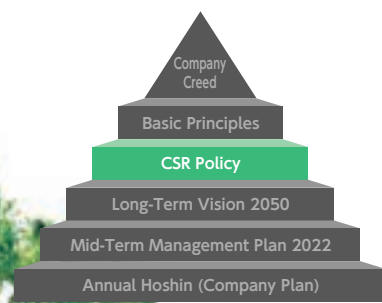 Company
Creed
Basic Principles
CSR Policy
Long-Term Vision 2050
Mid-Term Management Plan 2022
Annual Hoshin (Company Plan)